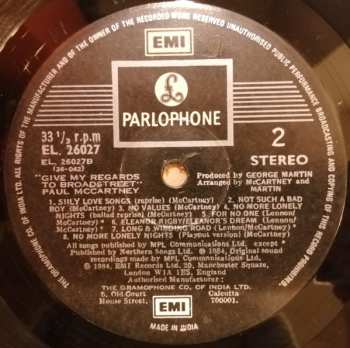 ALL RIGHTS OF THE MANUFACTURER AND OF THE OWNER OF THE RECORDED WORK RESERVED UNAUTHORISED PUBLIC PERFORMANCE BROADCASTING AND COPYING OF THIS RECORD PROHIBITED
THE GRAMOPHONE CO. OF INDIA LTD.
EMI
£
PARLOPHONE
33 1/3 r.p.m
EL 26027
EL 26027B
(26-042)
2
STEREO
"GIVE MY REGARDS
TO BROADSTREET"
PAUL McCARTNEY
Produced by GEORGE MARTIN
Arranged by McCARTNEY and
MARTIN
1. SIILY LOVE SONGS (reprise) (McCartney) 2. NOT SUCH A BAD
BOY (McCartney) 3. NO VALUES (McCartney) 4. NO MORE LONELY
NIGHTS (ballad reprise) (McCartney) 5. FOR NO ONE (Lennon/
McCartney) 6. ELEANOR RIGBY/ELEANOR'S DREAM (Lennon/
McCartney) 7. LONG & WINDING ROAD (Lennon/McCartney)
8. NO MORE LONELY NIGHTS (Playout Version) (McCartney)
All songs published by MPL Communications Ltd. except *
Published by Northern Songs Ltd. ℗ 1984. Original sound
recordings made by MPL Communications Ltd.
© 1984, EMI Records Ltd. 20, Manchester Square,
London W1A 1ES, England
Authorised Manufacturer:
THE GRAMOPHONE CO. OF INDIA LTD.
5, Old Court
House Street,
Calcutta
700001.
EMI
MADE IN INDIA